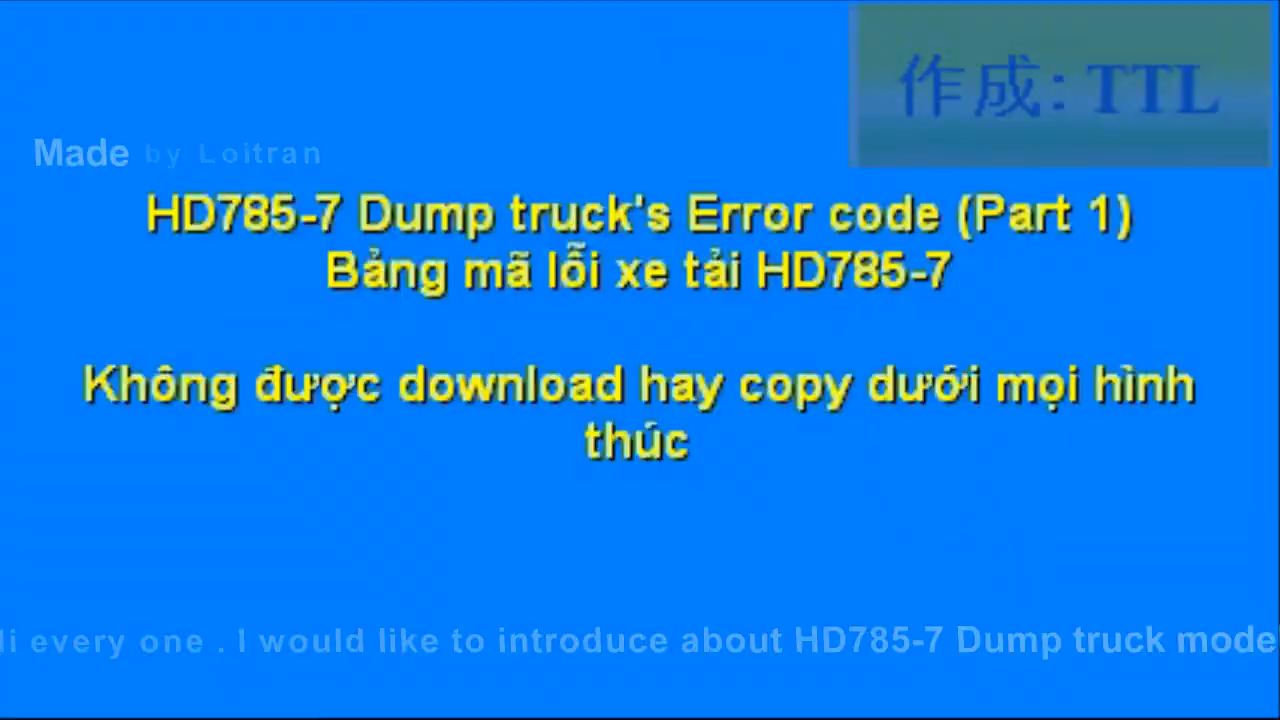 作成: TTL
Made by Loitran
HD785-7 Dump truck's Error code (Part 1)
Bảng mã lỗi xe tải HD785-7
Không được download hay copy dưới mọi hình
thúc
i every one . I would like to introduce about HD785-7 Dump truck mode